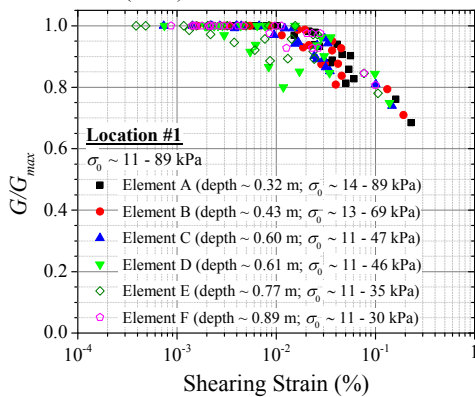 1.0
0.8
0.6
0.4
0.2
0.0
G/G_max
Location #1
σ₀ ~ 11 - 89 kPa
Element A (depth ~ 0.32 m; σ₀ ~ 14 - 89 kPa)
Element B (depth ~ 0.43 m; σ₀ ~ 13 - 69 kPa)
Element C (depth ~ 0.60 m; σ₀ ~ 11 - 47 kPa)
Element D (depth ~ 0.61 m; σ₀ ~ 11 - 46 kPa)
Element E (depth ~ 0.77 m; σ₀ ~ 11 - 35 kPa)
Element F (depth ~ 0.89 m; σ₀ ~ 11 - 30 kPa)
10⁻⁴ 10⁻³ 10⁻² 10⁻¹ 1
Shearing Strain (%)